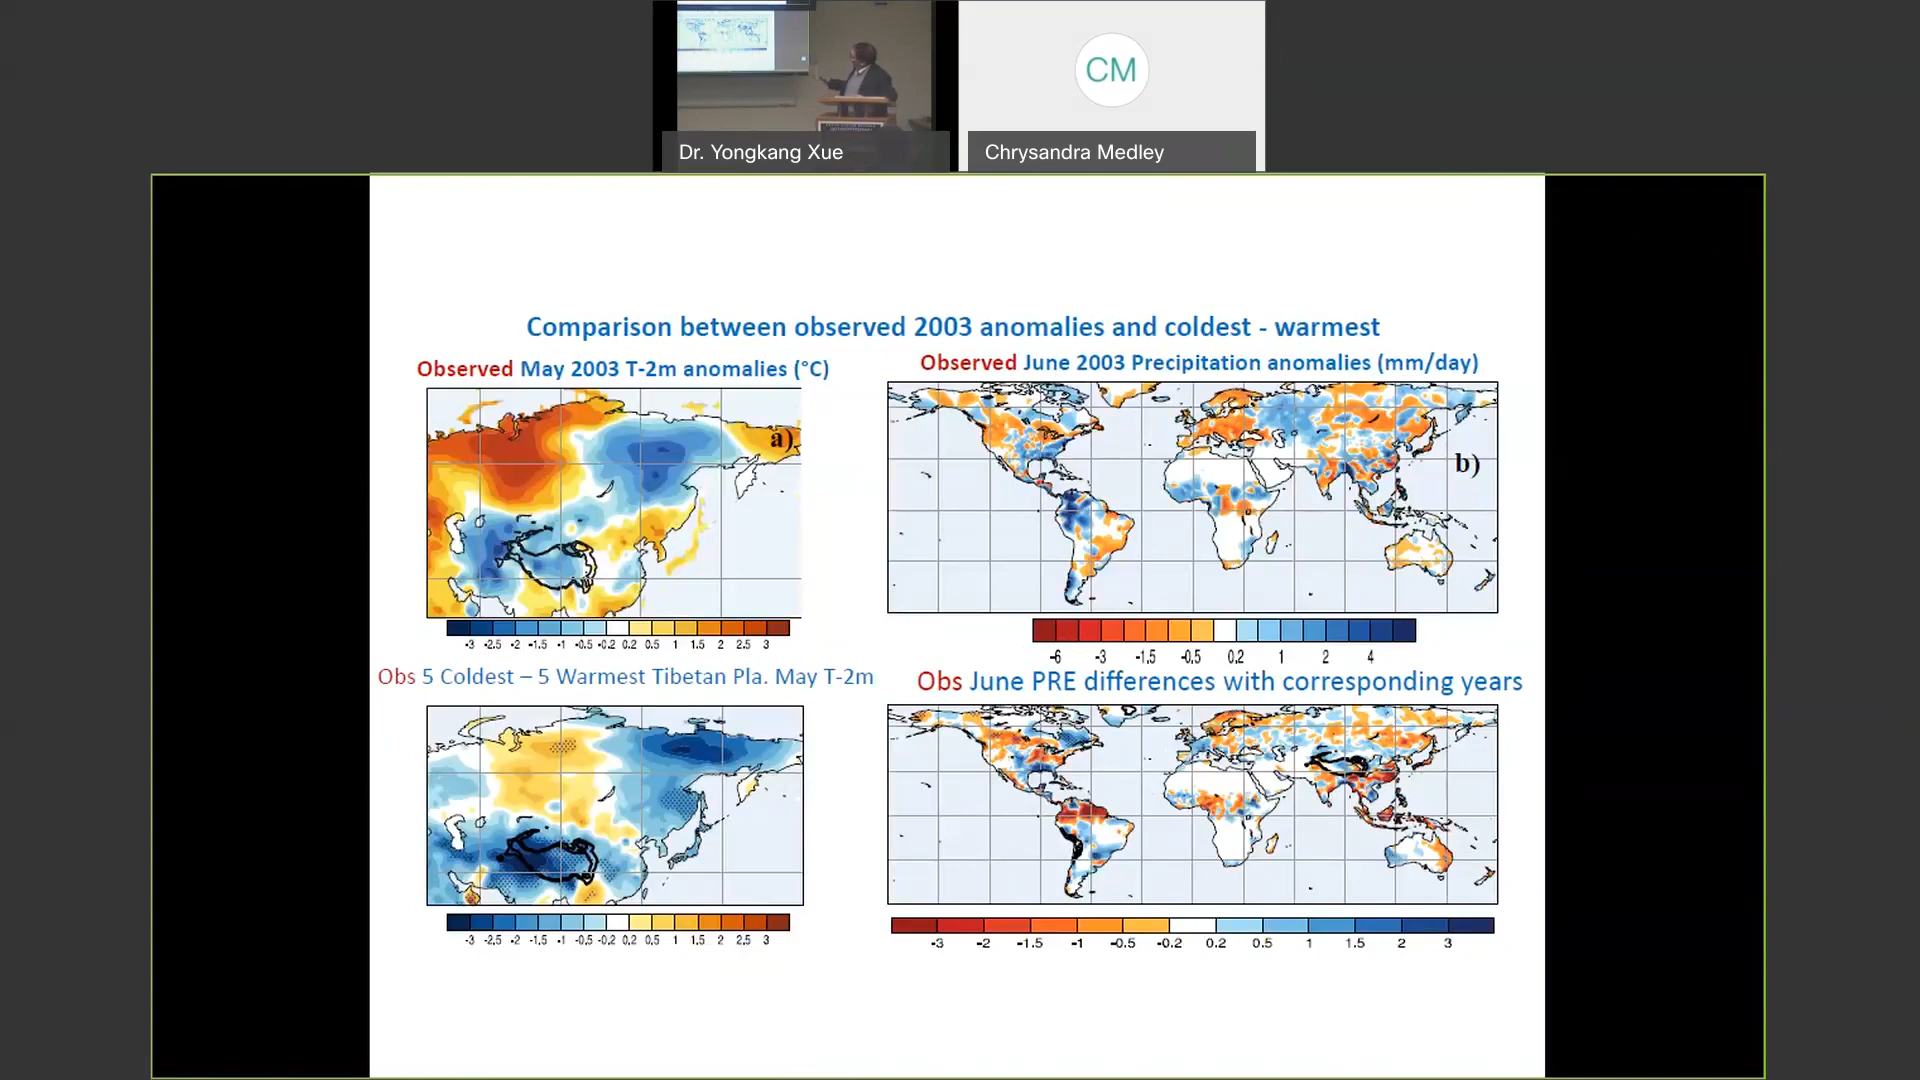 CM
Dr. Yongkang Xue
Chrysandra Medley
Comparison between observed 2003 anomalies and coldest - warmest
Observed May 2003 T-2m anomalies (°C)
Observed June 2003 Precipitation anomalies (mm/day)
a)
b)
-3 -2.5 -2 -1.5 -1 -0.5 -0.2 0.2 0.5 1 1.5 2 2.5 3
-6 -3 -1.5 -0.5 0.2 1 2 4
Obs 5 Coldest – 5 Warmest Tibetan Pla. May T-2m
Obs June PRE differences with corresponding years
-3 -2.5 -2 -1.5 -1 -0.5 -0.2 0.2 0.5 1 1.5 2 2.5 3
-3 -2 -1.5 -1 -0.5 -0.2 0.2 0.5 1 1.5 2 3